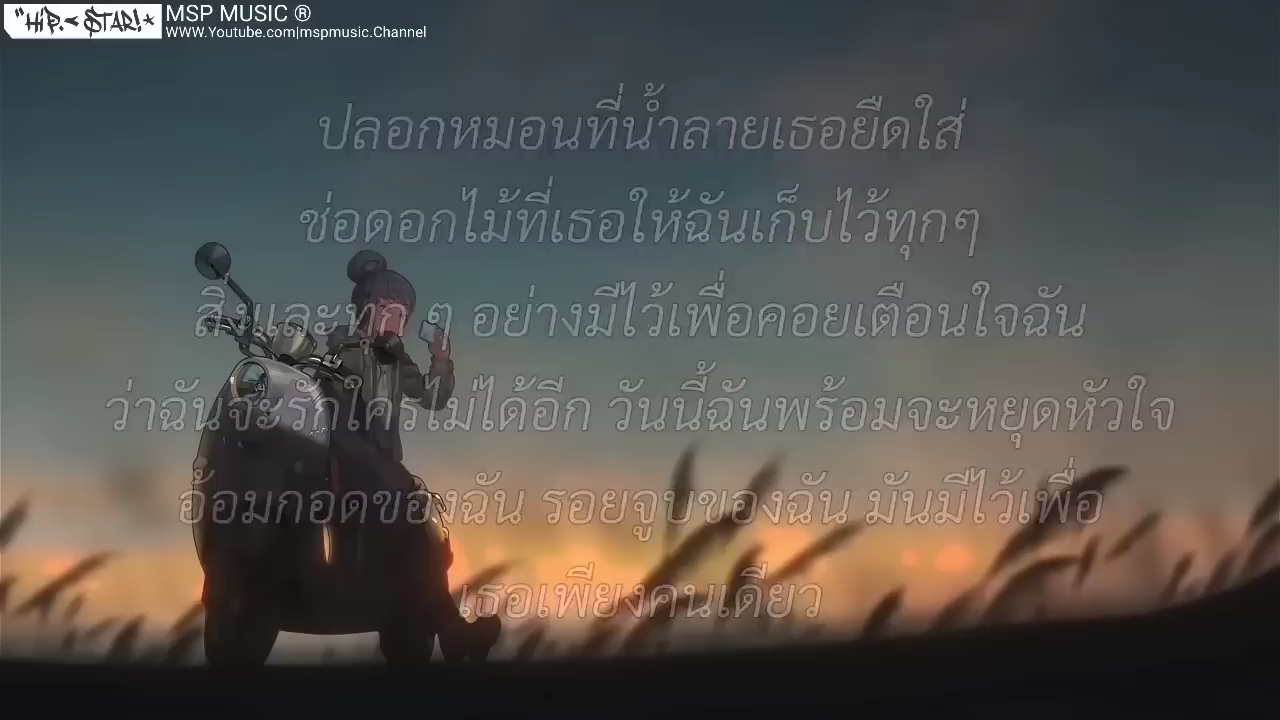 "HIP.< STAR!*
MSP MUSIC ®
www.Youtube.com|mspmusic.Channel
ปลอกหมอนที่น้ำลายเธอยืดใส่
ช่อดอกไม้ที่เธอให้ฉันเก็บไว้ทุกๆ
สิ่งและทุก ๆ อย่างมีไว้เพื่อคอยเตือนใจฉัน
ว่าฉันจะ รักใครไม่ได้อีก วันนี้ฉันพร้อมจะหยุดหัวใจ
อ้อมกอดของฉัน รอยจูบของฉัน มันมีไว้เพื่อ
เธอเพียงคนเดียว